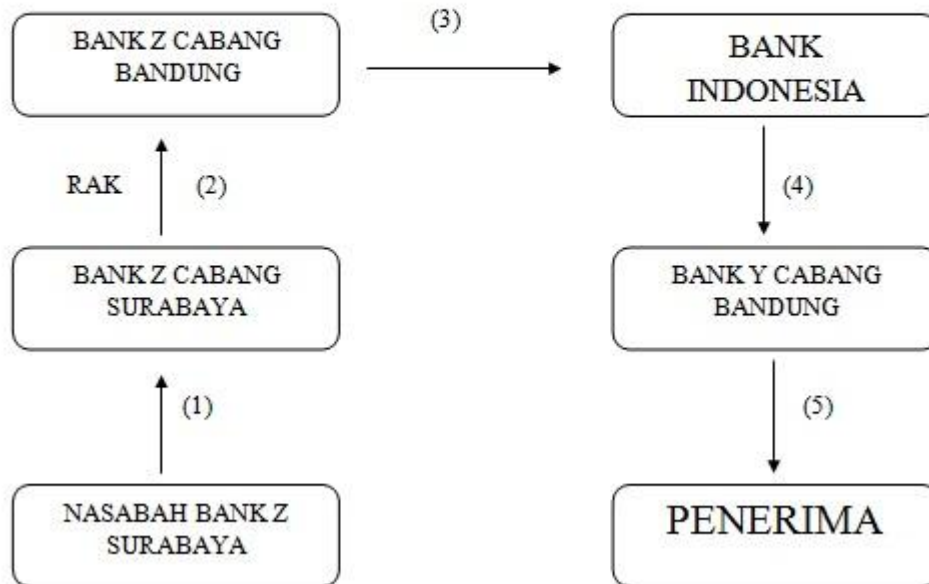 BANK Z CABANG
BANDUNG
(3)
BANK
INDONESIA
RAK
(2)
(4)
BANK Z CABANG
SURABAYA
BANK Y CABANG
BANDUNG
(1)
(5)
NASABAH BANK Z
SURABAYA
PENERIMA